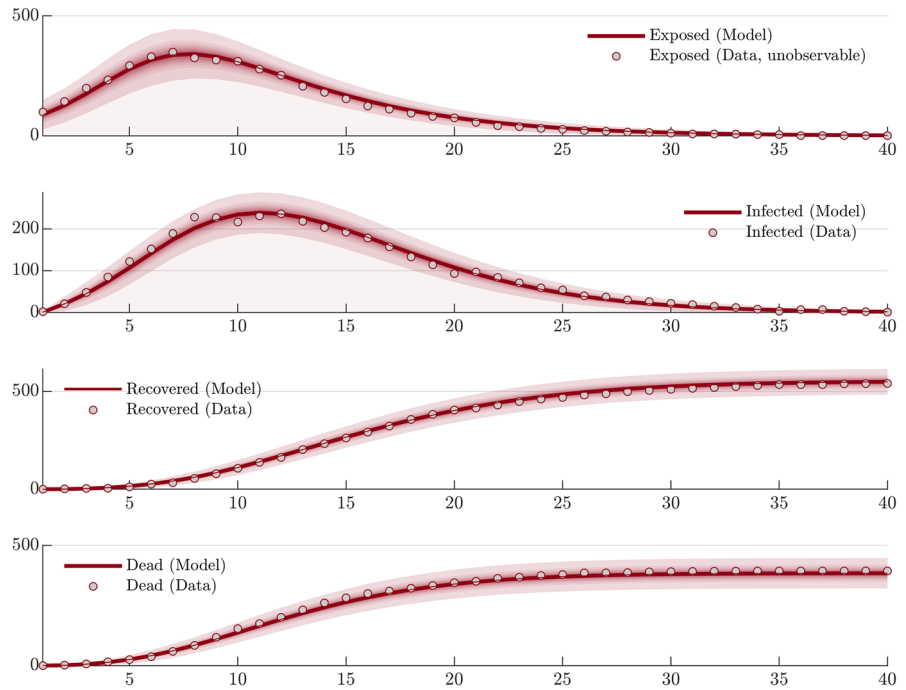 500
Exposed (Model)
Exposed (Data, unobservable)
0
5 10 15 20 25 30 35 40
Infected (Model)
200
Infected (Data)
100
0
5 10 15 20 25 30 35 40
500
Recovered (Model)
Recovered (Data)
0
5 10 15 20 25 30 35 40
500
Dead (Model)
Dead (Data)
0
5 10 15 20 25 30 35 40